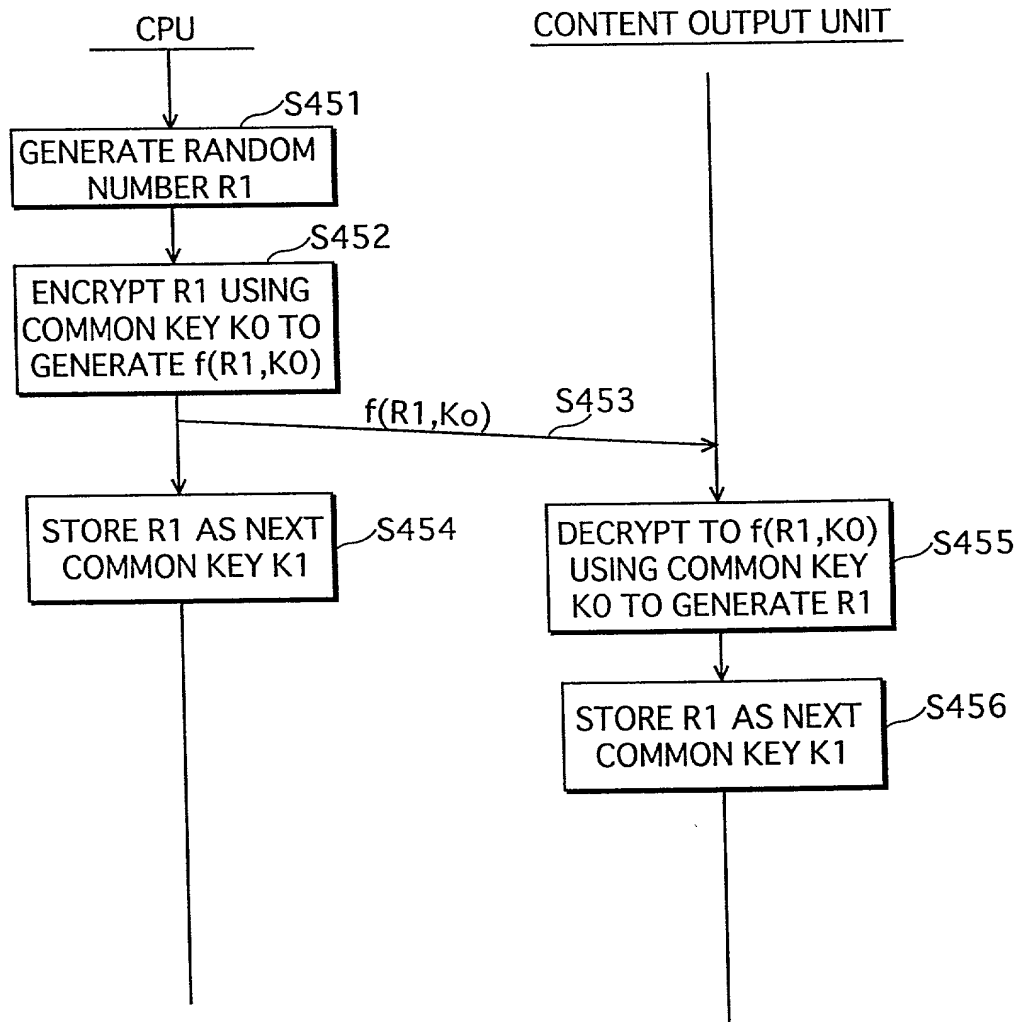 CPU
CONTENT OUTPUT UNIT
S451
GENERATE RANDOM
NUMBER R1
S452
ENCRYPT R1 USING
COMMON KEY K0 TO
GENERATE f(R1,K0)
f(R1,Ko)
S453
STORE R1 AS NEXT
COMMON KEY K1
S454
DECRYPT TO f(R1,K0)
USING COMMON KEY
K0 TO GENERATE R1
S455
STORE R1 AS NEXT
COMMON KEY K1
S456